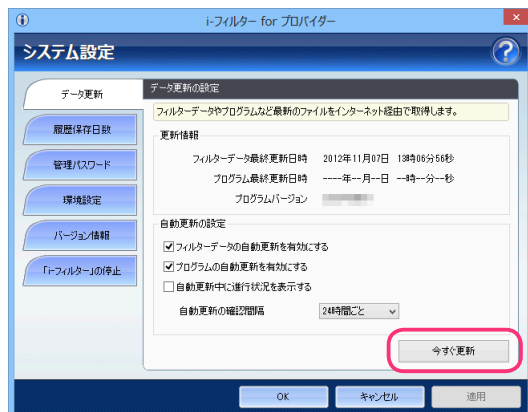 i-フィルター for プロバイダー
システム設定
データ更新
履歴保存日数
管理パスワード
環境設定
バージョン情報
「i-フィルター」の停止
データ更新の設定
フィルターデータやプログラムなど最新のファイルをインターネット経由で取得します。
更新情報
フィルターデータ最終更新日時 2012年11月07日 13時06分56秒
プログラム最終更新日時 ----年--月--日 --時--分--秒
プログラムバージョン
自動更新の設定
フィルターデータの自動更新を有効にする
プログラムの自動更新を有効にする
自動更新中に進行状況を表示する
自動更新の確認間隔 24時間ごと
今すぐ更新
OK キャンセル 適用